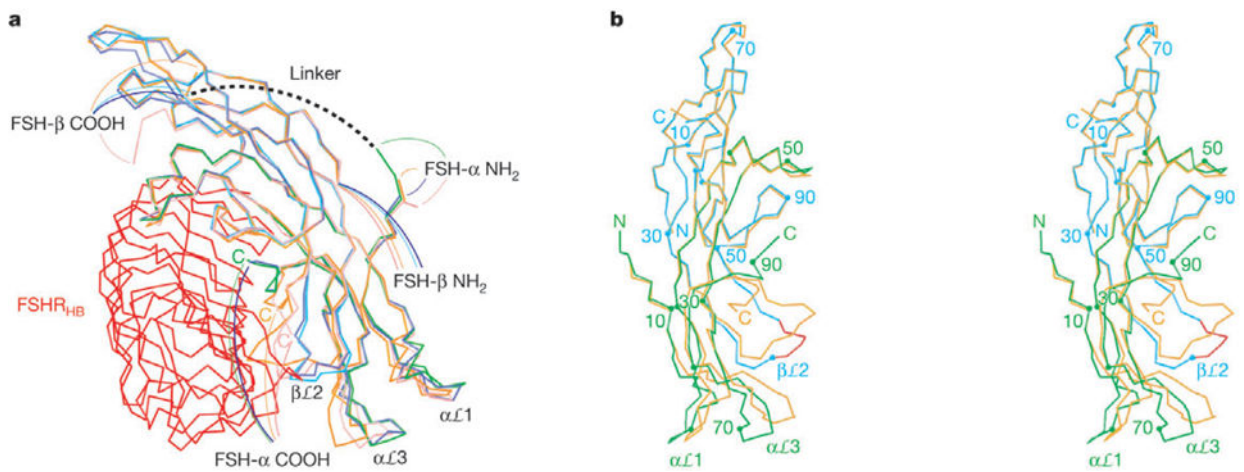 a
Linker
FSH-β COOH
FSH-α NH2
C
FSH-β NH2
FSHRHB
C
C
βL2
αL1
FSH-α COOH
αL3
b
70
C
10
50
90
N
30
N
C
50
90
30
10
C
βL2
70
αL3
αL1
70
C
10
50
90
N
30
N
C
50
90
30
10
C
βL2
70
αL3
αL1